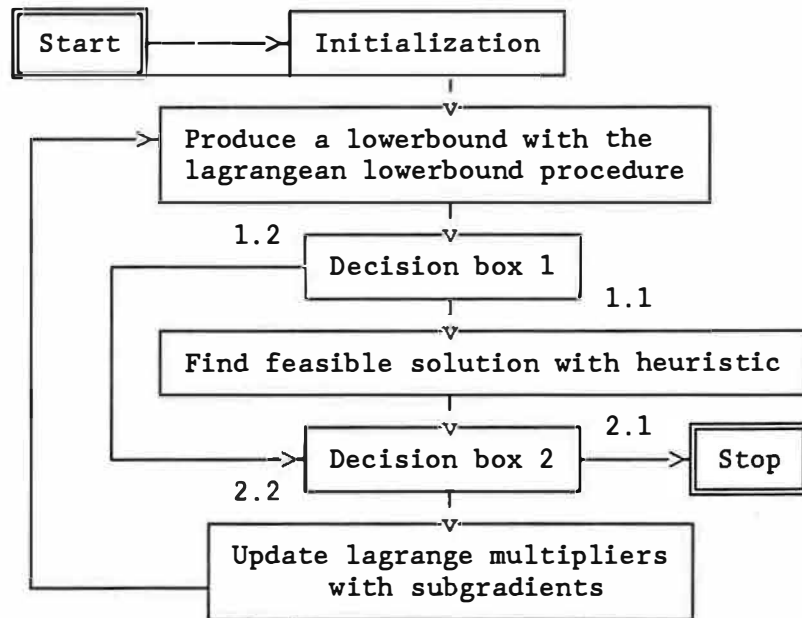 Start
Initialization
Produce a lowerbound with the
lagrangean lowerbound procedure
1.2
Decision box 1
1.1
Find feasible solution with heuristic
2.1
Decision box 2
Stop
2.2
Update lagrange multipliers
with subgradients